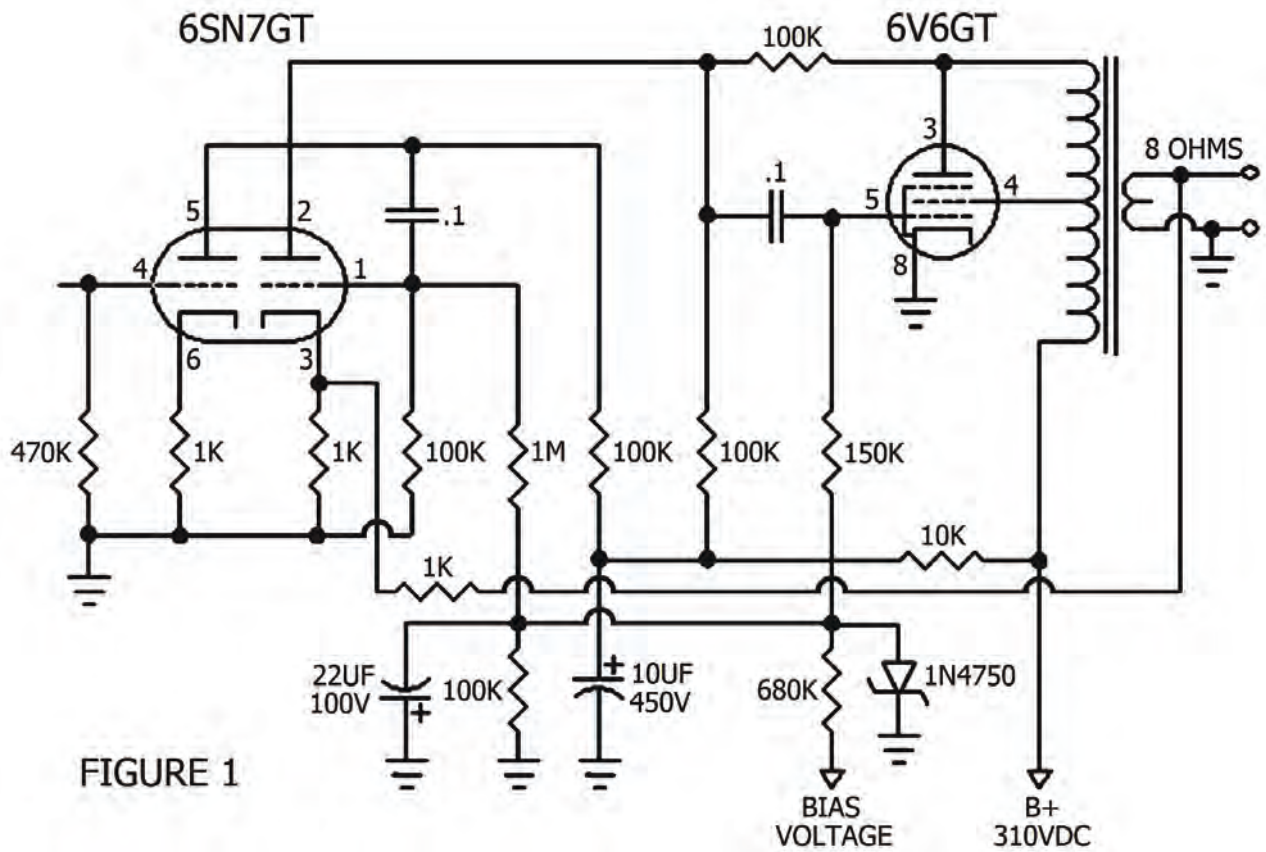 6SN7GT
6V6GT
100K
3
8 OHMS
5
2
.1
.1
5
4
4
1
8
6
3
470K
1K
1K
100K
1M
100K
100K
150K
10K
1K
22UF
100V
+
100K
+
10UF
450V
680K
1N4750
FIGURE 1
BIAS
VOLTAGE
B+
310VDC